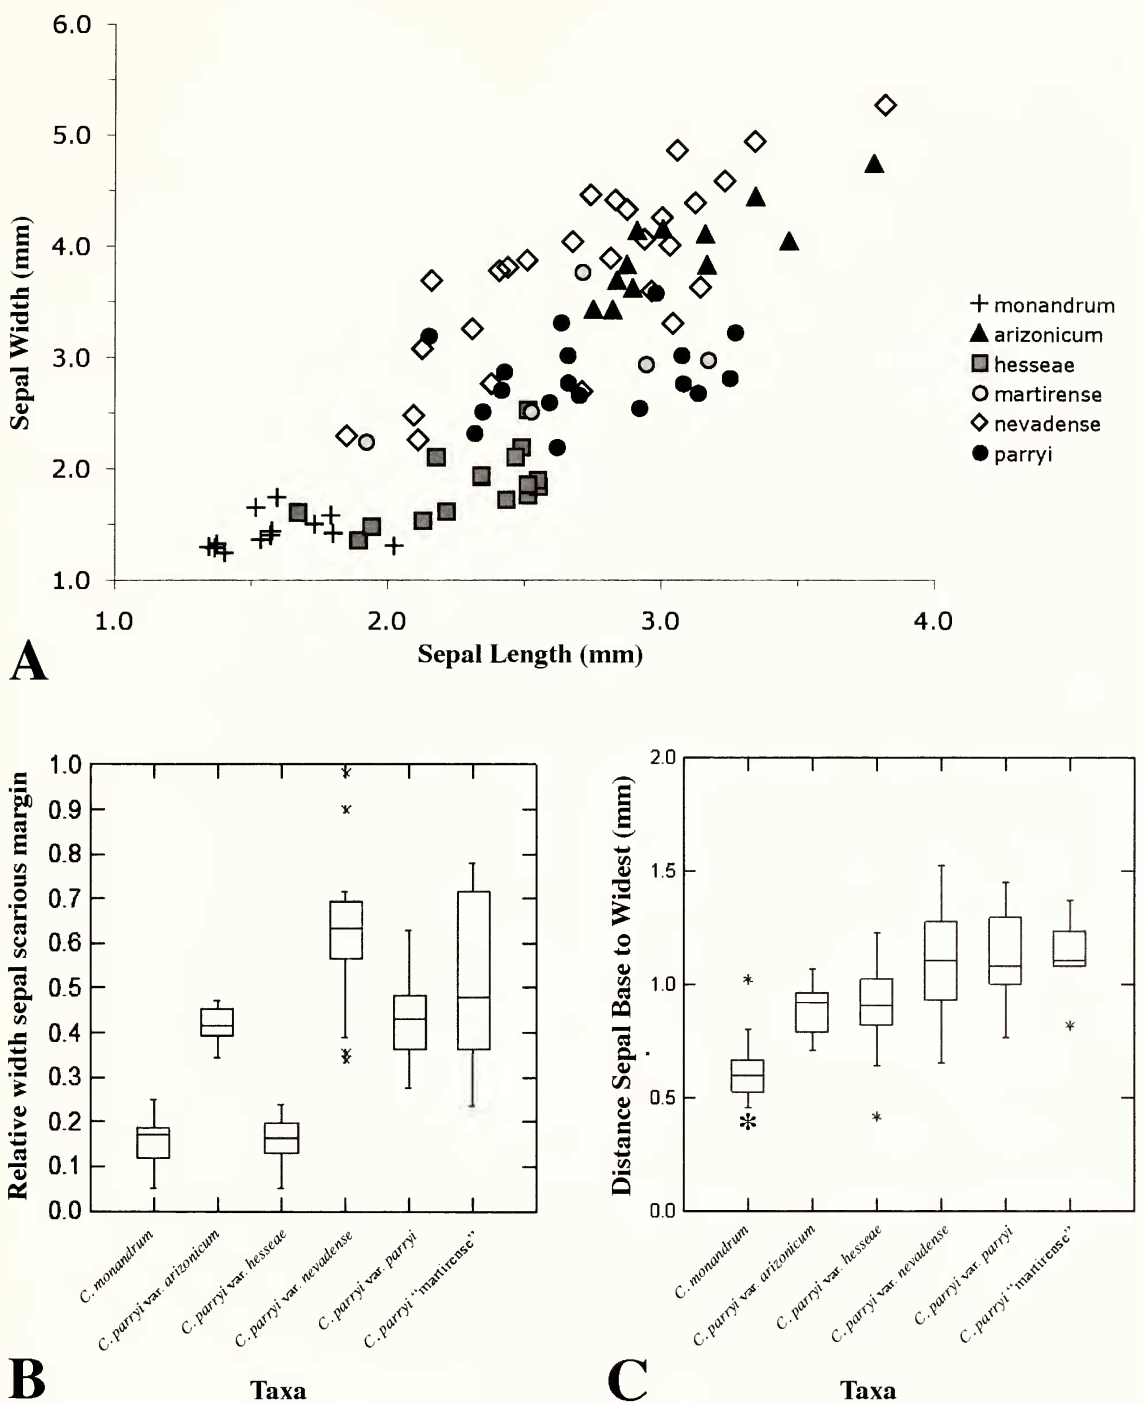 6.0
5.0
4.0
3.0
2.0
1.0
Sepal Width (mm)
1.0 2.0 3.0 4.0
Sepal Length (mm)
monandrum
arizonicum
hesseae
martirense
nevadense
parryi
A
1.0
0.9
0.8
0.7
0.6
0.5
0.4
0.3
0.2
0.1
0.0
Relative width sepal scarious margin
C. monandrum
C. parryi var. arizonicum
C. parryi var. hesseae
C. parryi var. nevadense
C. parryi var. parryi
C. parryi "martirense"
B
Taxa
2.0
1.5
1.0
0.5
0.0
Distance Sepal Base to Widest (mm)
*
C. monandrum
C. parryi var. arizonicum
C. parryi var. hesseae
C. parryi var. nevadense
C. parryi var. parryi
C. parryi "martirense"
C
Taxa